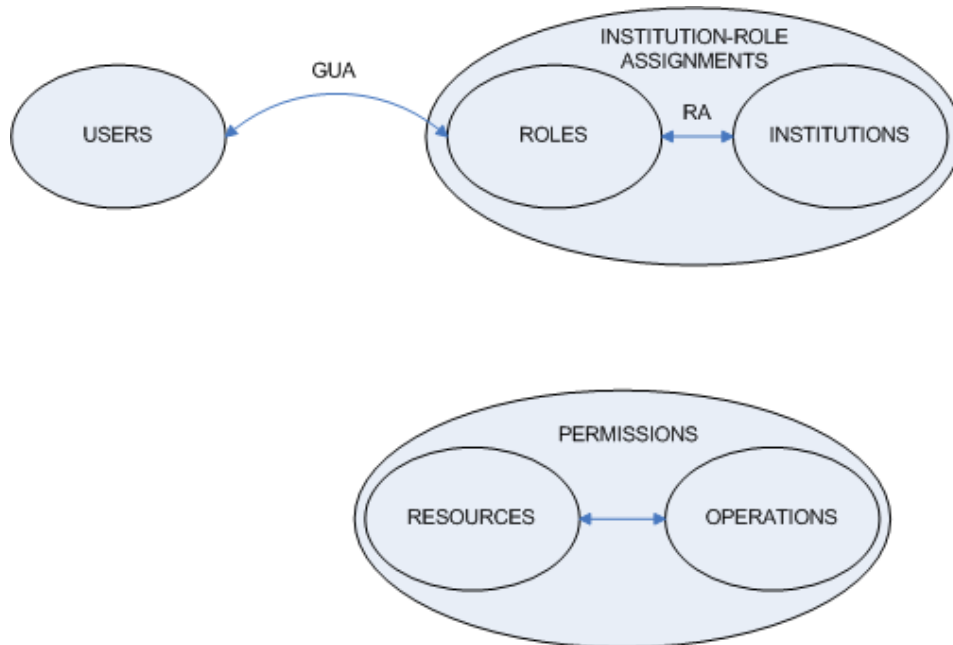 INSTITUTION-ROLE
ASSIGNMENTS
GUA
USERS
ROLES
RA
INSTITUTIONS
PERMISSIONS
RESOURCES
OPERATIONS